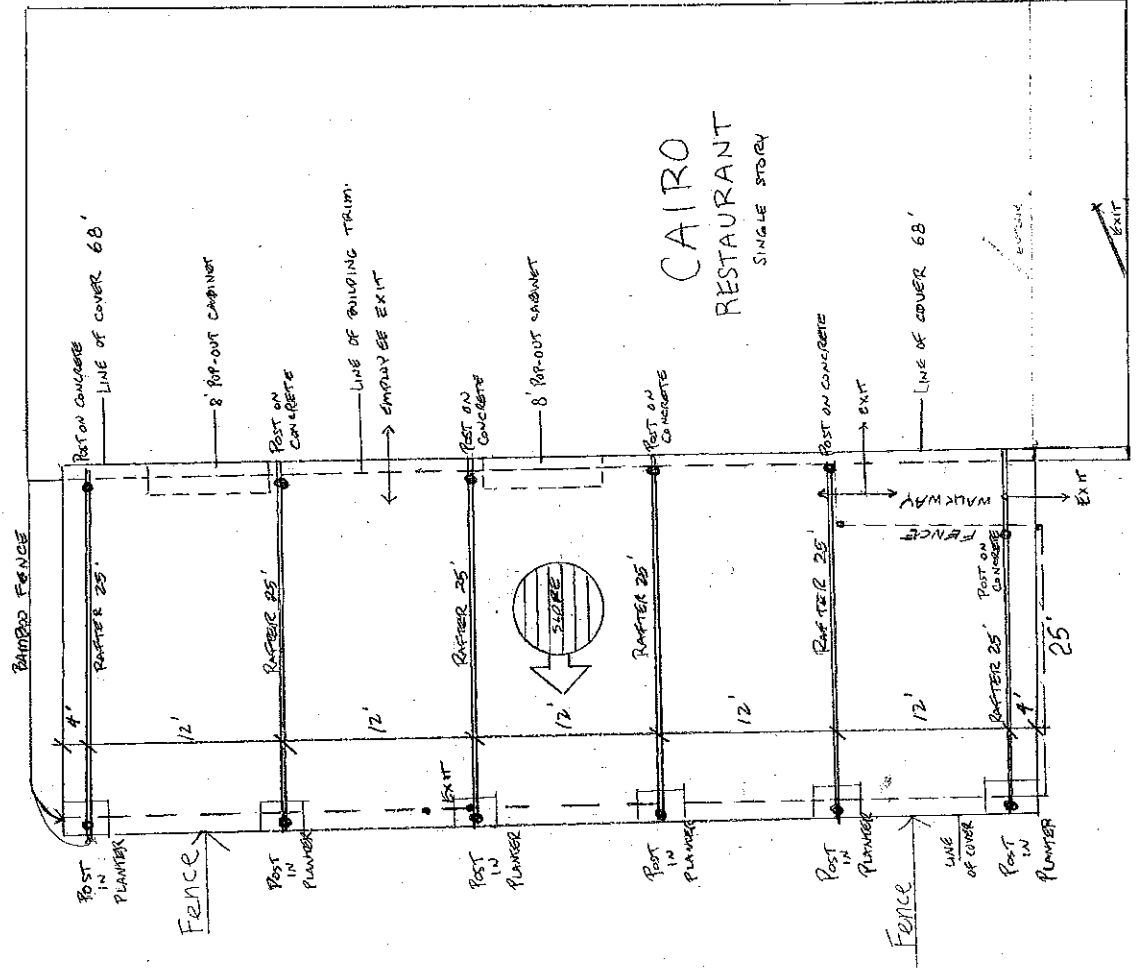 BAMBOO FENCE
4'
RAFTER 25'
POST ON CONCRETE
LINE OF COVER 68'
8' POP-OUT CABINET
POST
IN
PLANTER
Fence
12'
RAFTER 25'
POST ON
CONCRETE
LINE OF BUILDING TRIM.
EMPLOYEE EXIT
POST
IN
PLANTER
12'
EXIT
RAFTER 25'
POST ON
CONCRETE
8' POP-OUT CABINET
POST
IN
PLANTER
12'
SLOPE
RAFTER 25'
POST ON
CONCRETE
CAIRO
RESTAURANT
SINGLE STORY
POST
IN
PLANTER
12'
RAFTER 25'
POST ON CONCRETE
EXIT
LINE OF COVER 68'
POST
IN
PLANTER
Fence
LINE
OF COVER
12'
WALKWAY
FENCE
POST ON
CONCRETE
RAFTER 25'
EXIT
POST
IN
PLANTER
4'
25'
EXIT